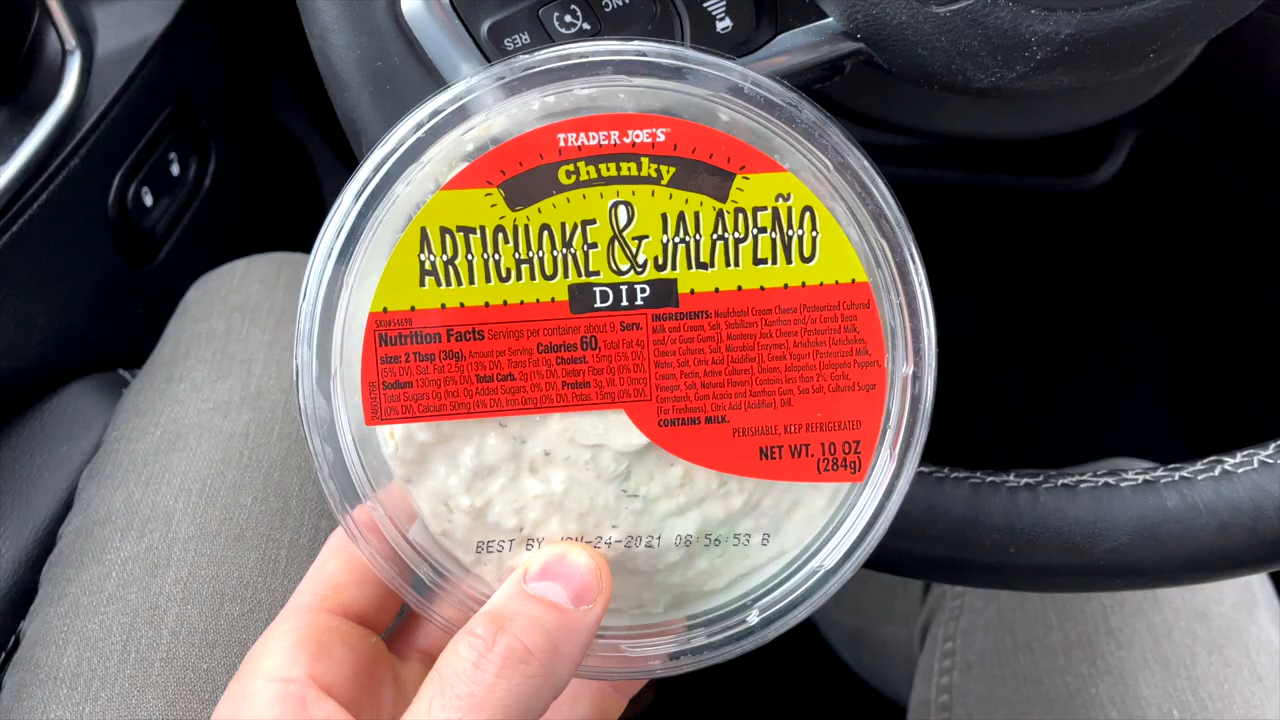 RES
CANC
TRADER JOE'S™
Chunky
ARTICHOKE & JALAPEÑO
DIP
SKU#54698
Nutrition Facts Servings per container about 9, Serv.
size: 2 Tbsp (30g), Amount per Serving: Calories 60, Total Fat 4g
(5% DV), Sat. Fat 2.5g (13% DV), Trans Fat 0g, Cholest. 15mg (5% DV),
Sodium 130mg (6% DV), Total Carb. 2g (1% DV), Dietary Fiber 0g (0% DV),
Total Sugars 0g (Incl. 0g Added Sugars, 0% DV), Protein 3g, Vit. D 0mcg
(0% DV), Calcium 50mg (4% DV), Iron 0mg (0% DV), Potas. 15mg (0% DV).
INGREDIENTS: Neufchatel Cream Cheese (Pasteurized Cultured
Milk and Cream, Salt, Stabilizers [Xanthan and/or Carob Bean
and/or Guar Gums]), Monterey Jack Cheese (Pasteurized Milk,
Cheese Cultures, Salt, Microbial Enzymes), Artichokes (Artichokes,
Water, Salt, Citric Acid [Acidifier]), Greek Yogurt (Pasteurized Milk,
Cream, Pectin, Active Cultures), Onions, Jalapeños (Jalapeño Peppers,
Vinegar, Salt, Natural Flavors) Contains less than 2%: Garlic,
Cornstarch, Gum Acacia and Xanthan Gum, Sea Salt, Cultured Sugar
(For Freshness), Citric Acid (Acidifier), Dill.
CONTAINS MILK.
PERISHABLE, KEEP REFRIGERATED
NET WT. 10 OZ
(284g)
BEST BY JAN-24-2021 08:56:53 B